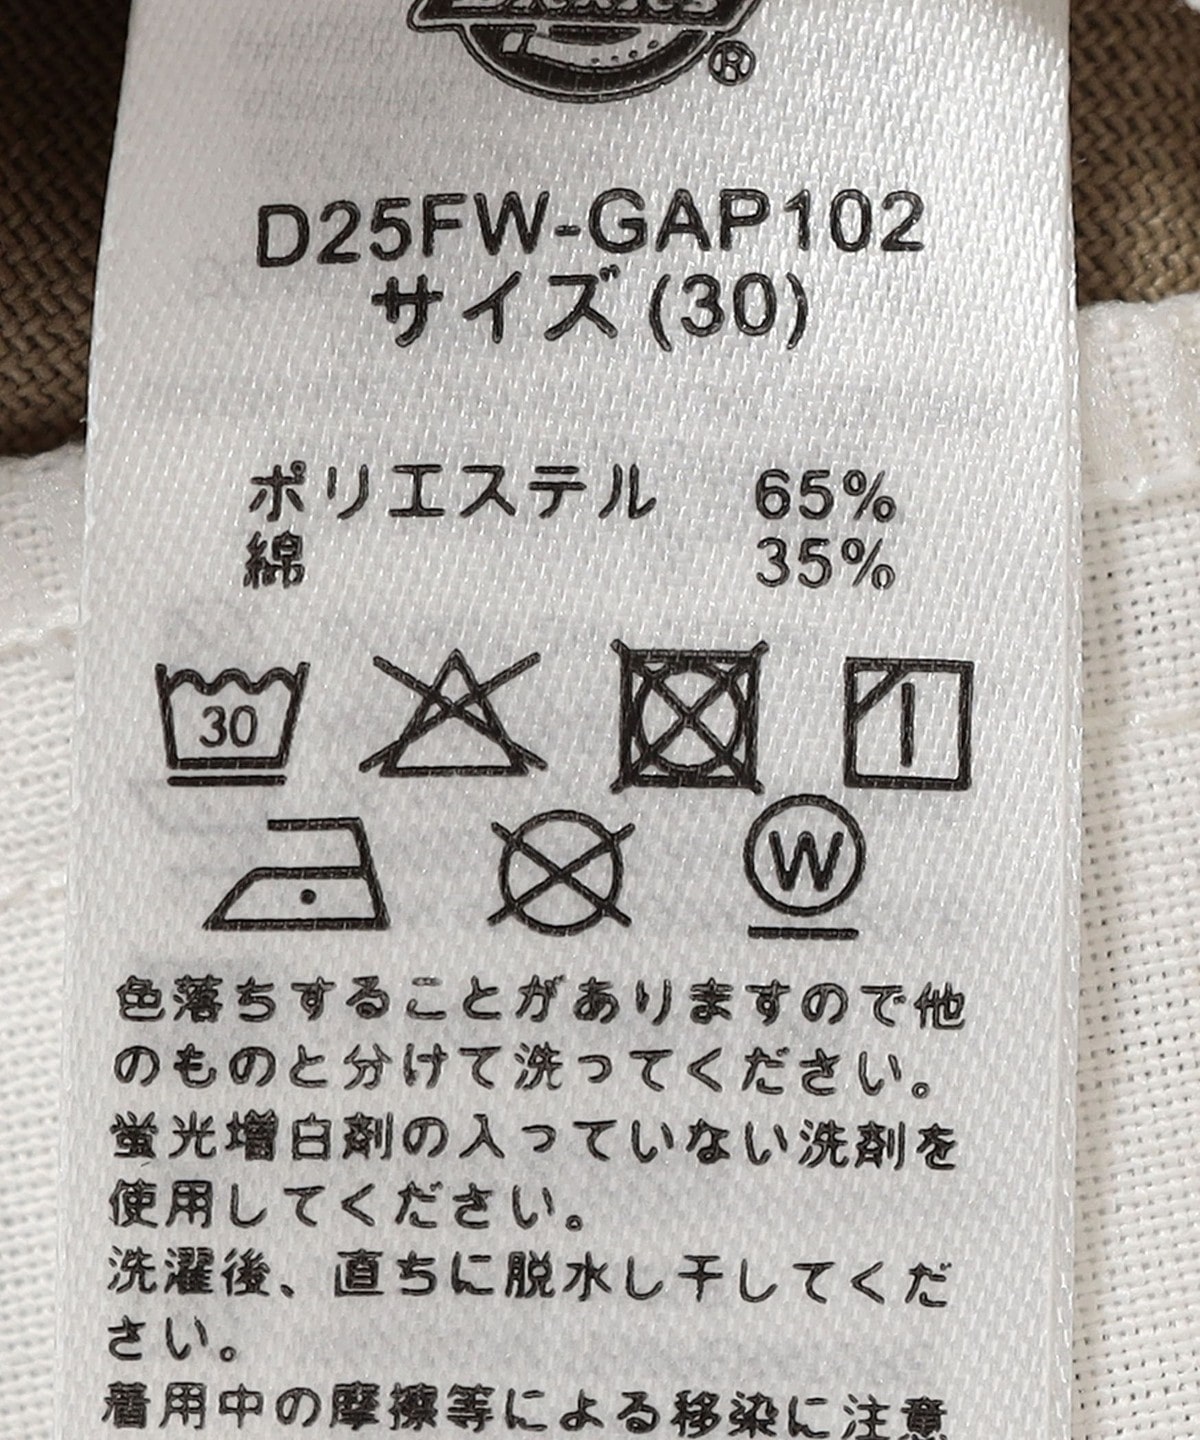 Dickies
®
D25FW-GAP102
サイズ(30)
ポリエステル 65%
綿 35%
30
W
色落ちすることがありますので他
のものと分けて洗ってください。
蛍光増白剤の入っていない洗剤を
使用してください。
洗濯後、直ちに脱水し干してくだ
さい。
着用中の摩擦等による移染に注意